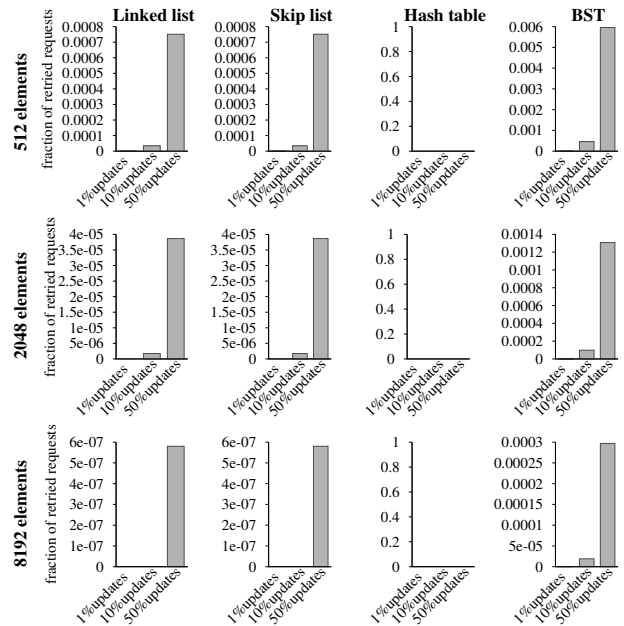 Linked list
Skip list
Hash table
BST
512 elements
fraction of retried requests
0.0008
0.0007
0.0006
0.0005
0.0004
0.0003
0.0002
0.0001
0
1%updates
10%updates
50%updates
0.0008
0.0007
0.0006
0.0005
0.0004
0.0003
0.0002
0.0001
0
1%updates
10%updates
50%updates
1
0.8
0.6
0.4
0.2
0
1%updates
10%updates
50%updates
0.006
0.005
0.004
0.003
0.002
0.001
0
1%updates
10%updates
50%updates
2048 elements
fraction of retried requests
4e-05
3.5e-05
3e-05
2.5e-05
2e-05
1.5e-05
1e-05
5e-06
0
1%updates
10%updates
50%updates
4e-05
3.5e-05
3e-05
2.5e-05
2e-05
1.5e-05
1e-05
5e-06
0
1%updates
10%updates
50%updates
1
0.8
0.6
0.4
0.2
0
1%updates
10%updates
50%updates
0.0014
0.0012
0.001
0.0008
0.0006
0.0004
0.0002
0
1%updates
10%updates
50%updates
8192 elements
fraction of retried requests
6e-07
5e-07
4e-07
3e-07
2e-07
1e-07
0
1%updates
10%updates
50%updates
6e-07
5e-07
4e-07
3e-07
2e-07
1e-07
0
1%updates
10%updates
50%updates
1
0.8
0.6
0.4
0.2
0
1%updates
10%updates
50%updates
0.0003
0.00025
0.0002
0.00015
0.0001
5e-05
0
1%updates
10%updates
50%updates